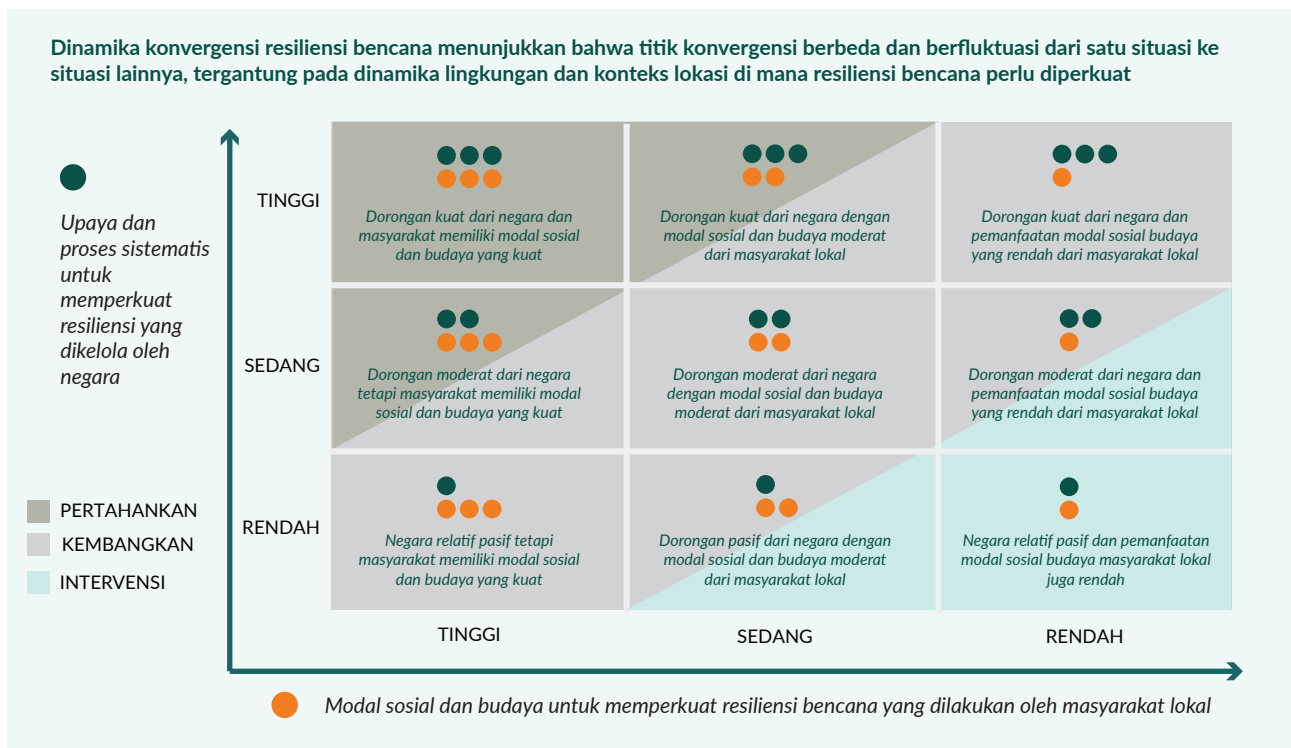 Dinamika konvergensi resiliensi bencana menunjukkan bahwa titik konvergensi berbeda dan berfluktuasi dari satu situasi ke
situasi lainnya, tergantung pada dinamika lingkungan dan konteks lokasi di mana resiliensi bencana perlu diperkuat
Upaya dan
proses sistematis
untuk
memperkuat
resiliensi yang
dikelola oleh
negara
PERTAHANKAN
KEMBANGKAN
INTERVENSI
TINGGI
Dorongan kuat dari negara dan
masyarakat memiliki modal sosial
dan budaya yang kuat
Dorongan kuat dari negara dengan
modal sosial dan budaya moderat
dari masyarakat lokal
Dorongan kuat dari negara dan
pemanfaatan modal sosial budaya
yang rendah dari masyarakat lokal
SEDANG
Dorongan moderat dari negara
tetapi masyarakat memiliki modal
sosial dan budaya yang kuat
Dorongan moderat dari negara
dengan modal sosial dan budaya
moderat dari masyarakat lokal
Dorongan moderat dari negara dan
pemanfaatan modal sosial budaya
yang rendah dari masyarakat lokal
RENDAH
Negara relatif pasif tetapi
masyarakat memiliki modal sosial
dan budaya yang kuat
Dorongan pasif dari negara dengan
modal sosial dan budaya moderat
dari masyarakat lokal
Negara relatif pasif dan pemanfaatan
modal sosial budaya masyarakat lokal
juga rendah
TINGGI
SEDANG
RENDAH
Modal sosial dan budaya untuk memperkuat resiliensi bencana yang dilakukan oleh masyarakat lokal